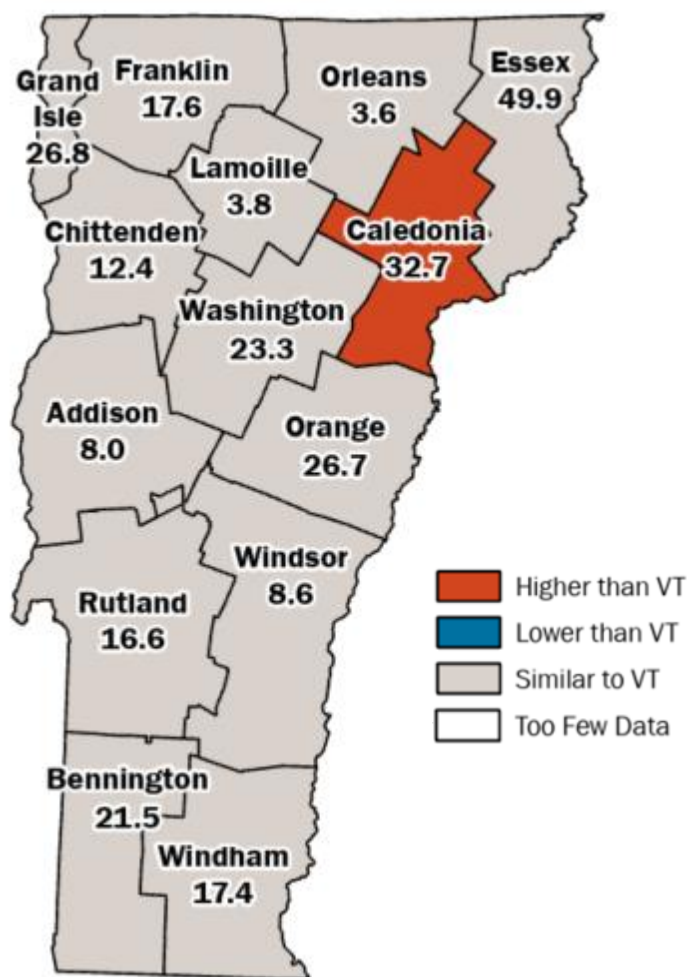 Grand
Isle
26.8
Franklin
17.6
Orleans
3.6
Essex
49.9
Lamoille
3.8
Chittenden
12.4
Caledonia
32.7
Washington
23.3
Addison
8.0
Orange
26.7
Rutland
16.6
Windsor
8.6
Bennington
21.5
Windham
17.4
Higher than VT
Lower than VT
Similar to VT
Too Few Data